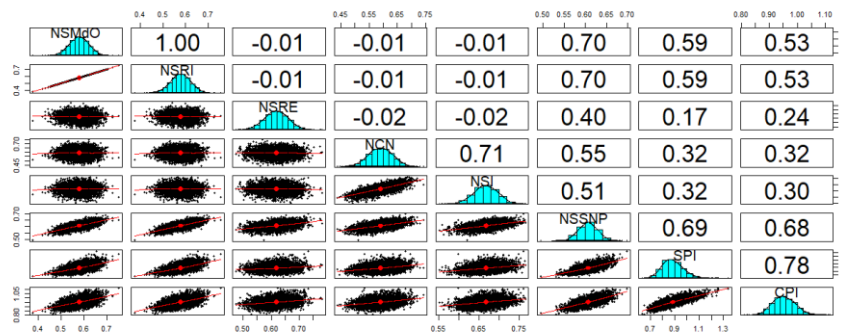 0.4 0.5 0.6 0.7 0.45 0.55 0.65 0.75 0.50 0.55 0.60 0.65 0.70 0.80 0.90 1.00 1.10
NSMdO 1.00 -0.01 -0.01 -0.01 0.70 0.59 0.53
0.4 0.7 NSRI -0.01 -0.01 -0.01 0.70 0.59 0.53
NSRE -0.02 -0.02 0.40 0.17 0.24
0.45 0.70 NCN 0.71 0.55 0.32 0.32
NSI 0.51 0.32 0.30
0.50 0.70 NSSNP 0.69 0.68
SPI 0.78
0.80 1.05 CPI
0.4 0.5 0.6 0.7 0.50 0.60 0.70 0.55 0.65 0.75 0.7 0.9 1.1 1.3